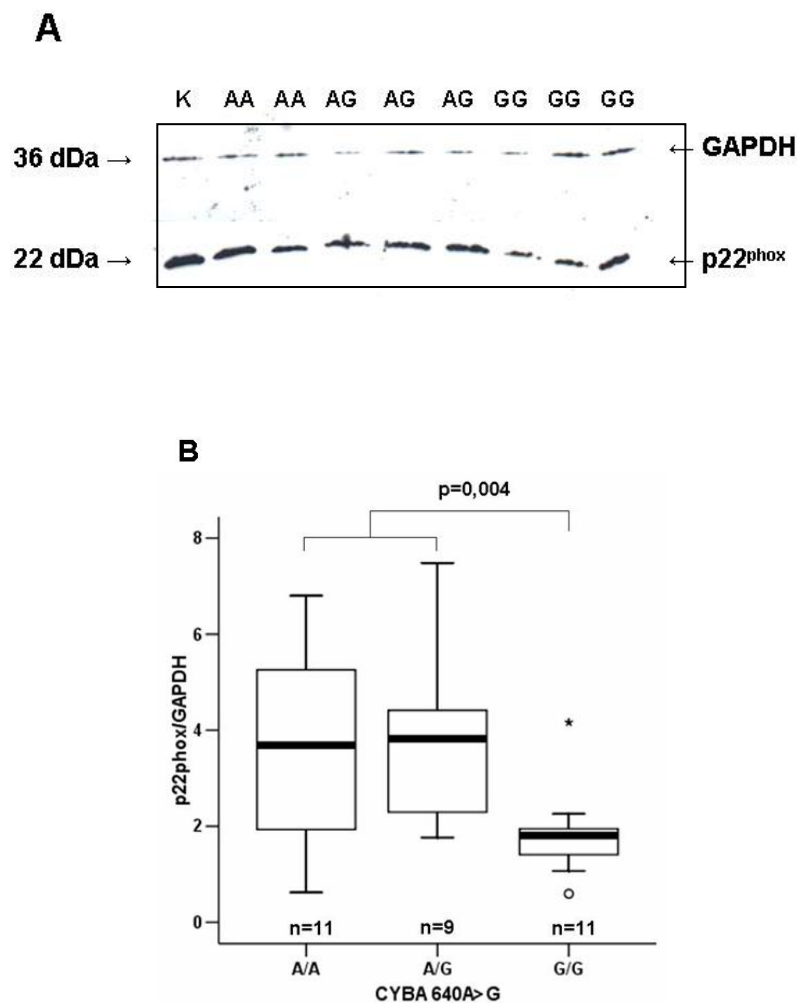 A
K AA AA AG AG AG GG GG GG
36 dDa → ← GAPDH
22 dDa → ← p22phox
B
p=0,004
8
6
4
2
0
p22phox/GAPDH
*
n=11 n=9 n=11
A/A A/G G/G
CYBA 640A>G